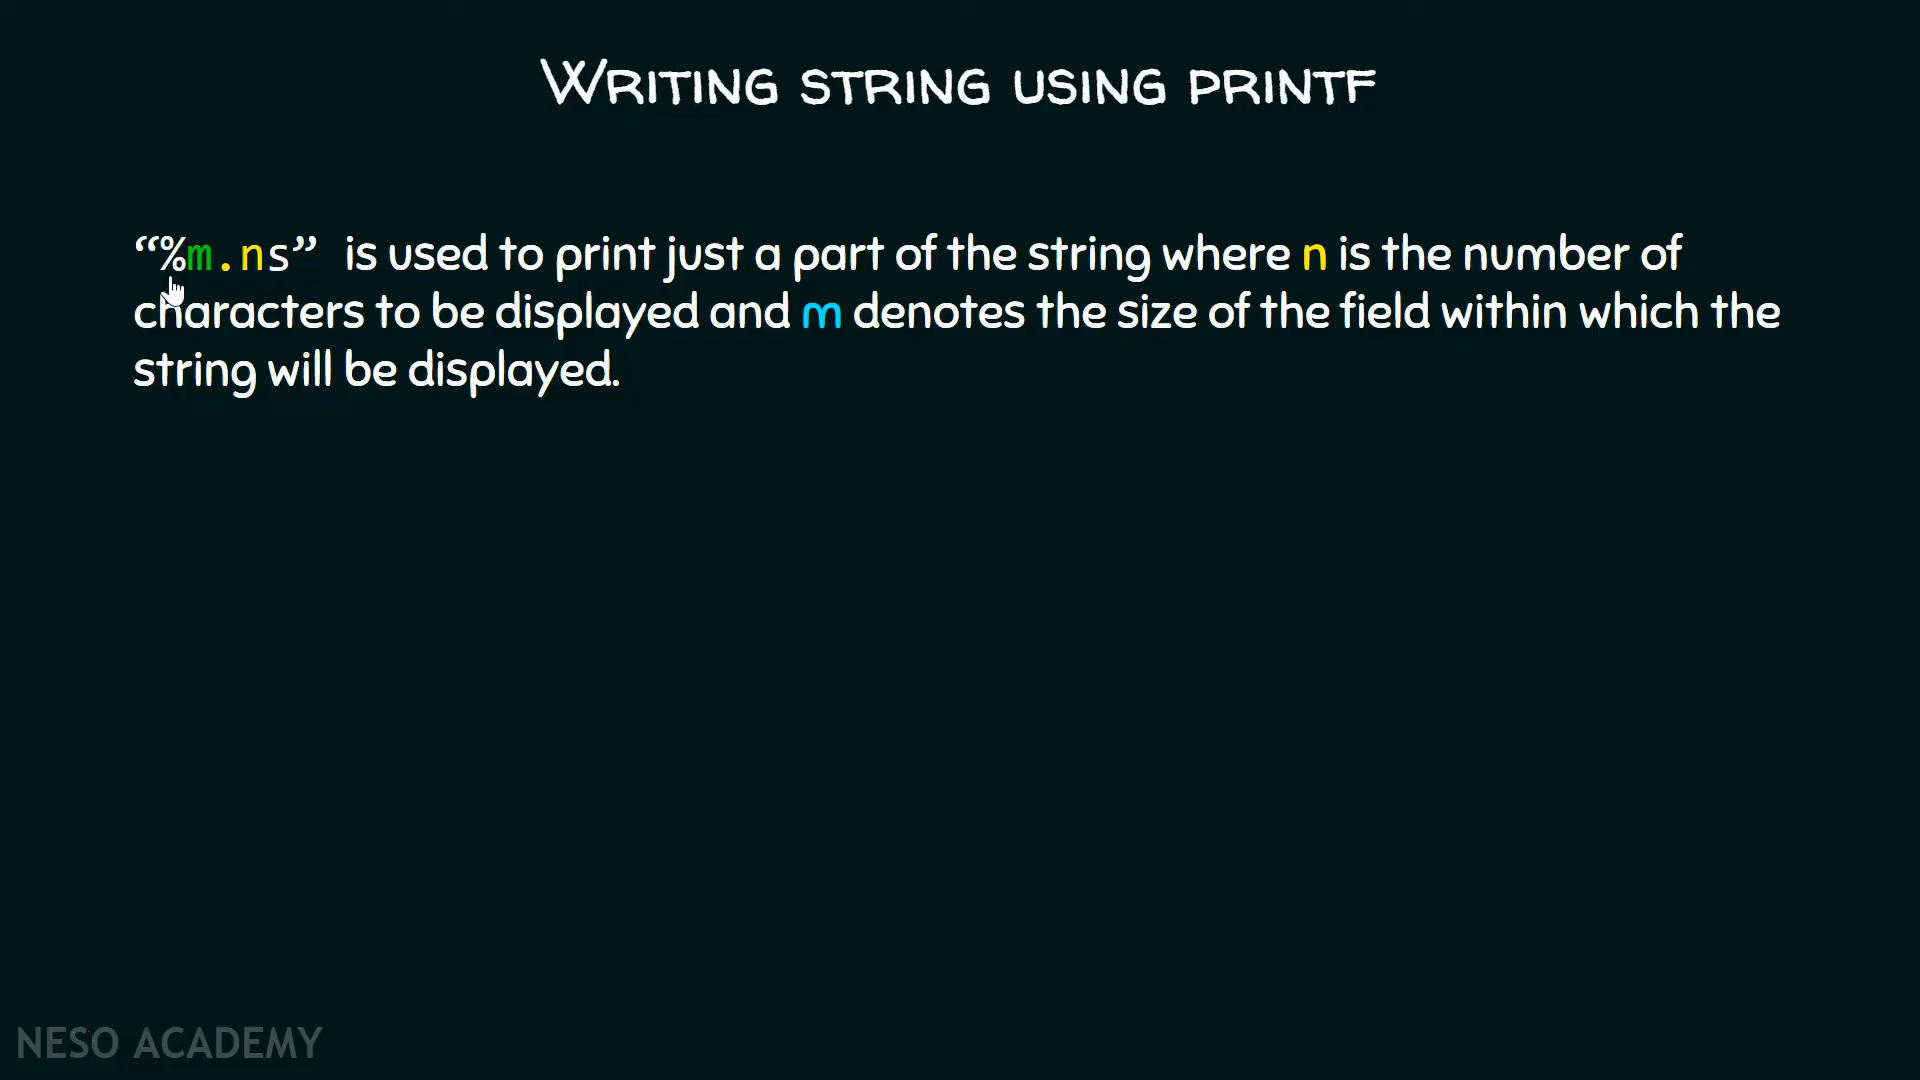 Writing string using printf
“%m.ns” is used to print just a part of the string where n is the number of
characters to be displayed and m denotes the size of the field within which the
string will be displayed.
NESO ACADEMY